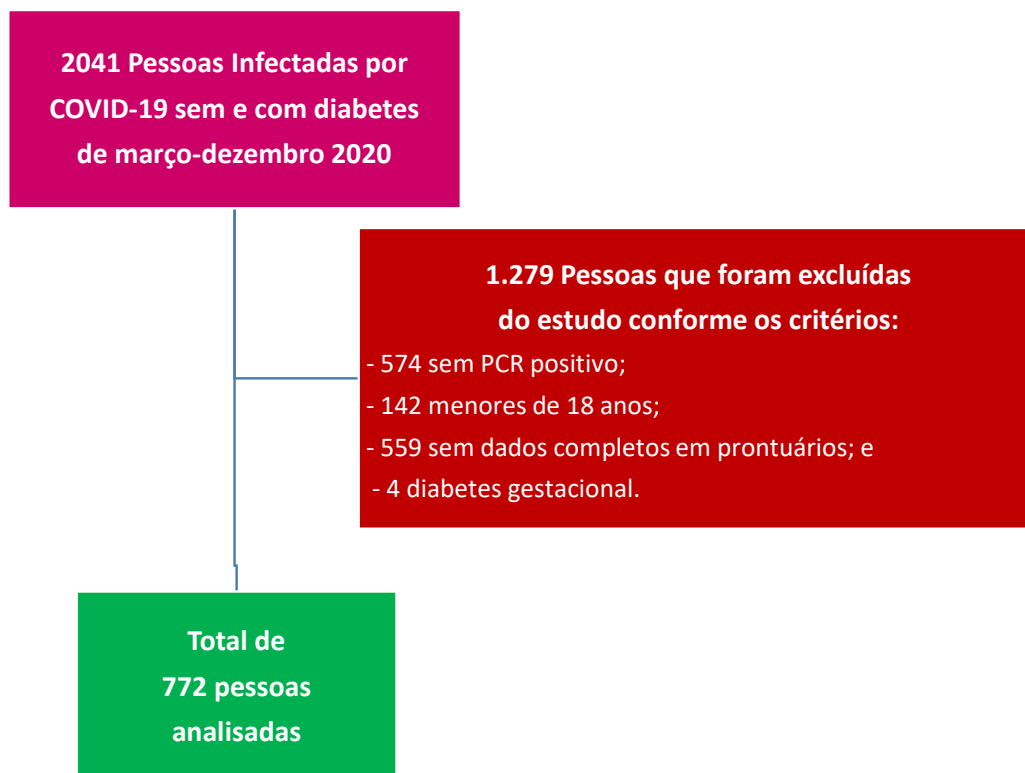 2041 Pessoas Infectadas por
COVID-19 sem e com diabetes
de março-dezembro 2020
1.279 Pessoas que foram excluídas
do estudo conforme os critérios:
- 574 sem PCR positivo;
- 142 menores de 18 anos;
- 559 sem dados completos em prontuários; e
- 4 diabetes gestacional.
Total de
772 pessoas
analisadas